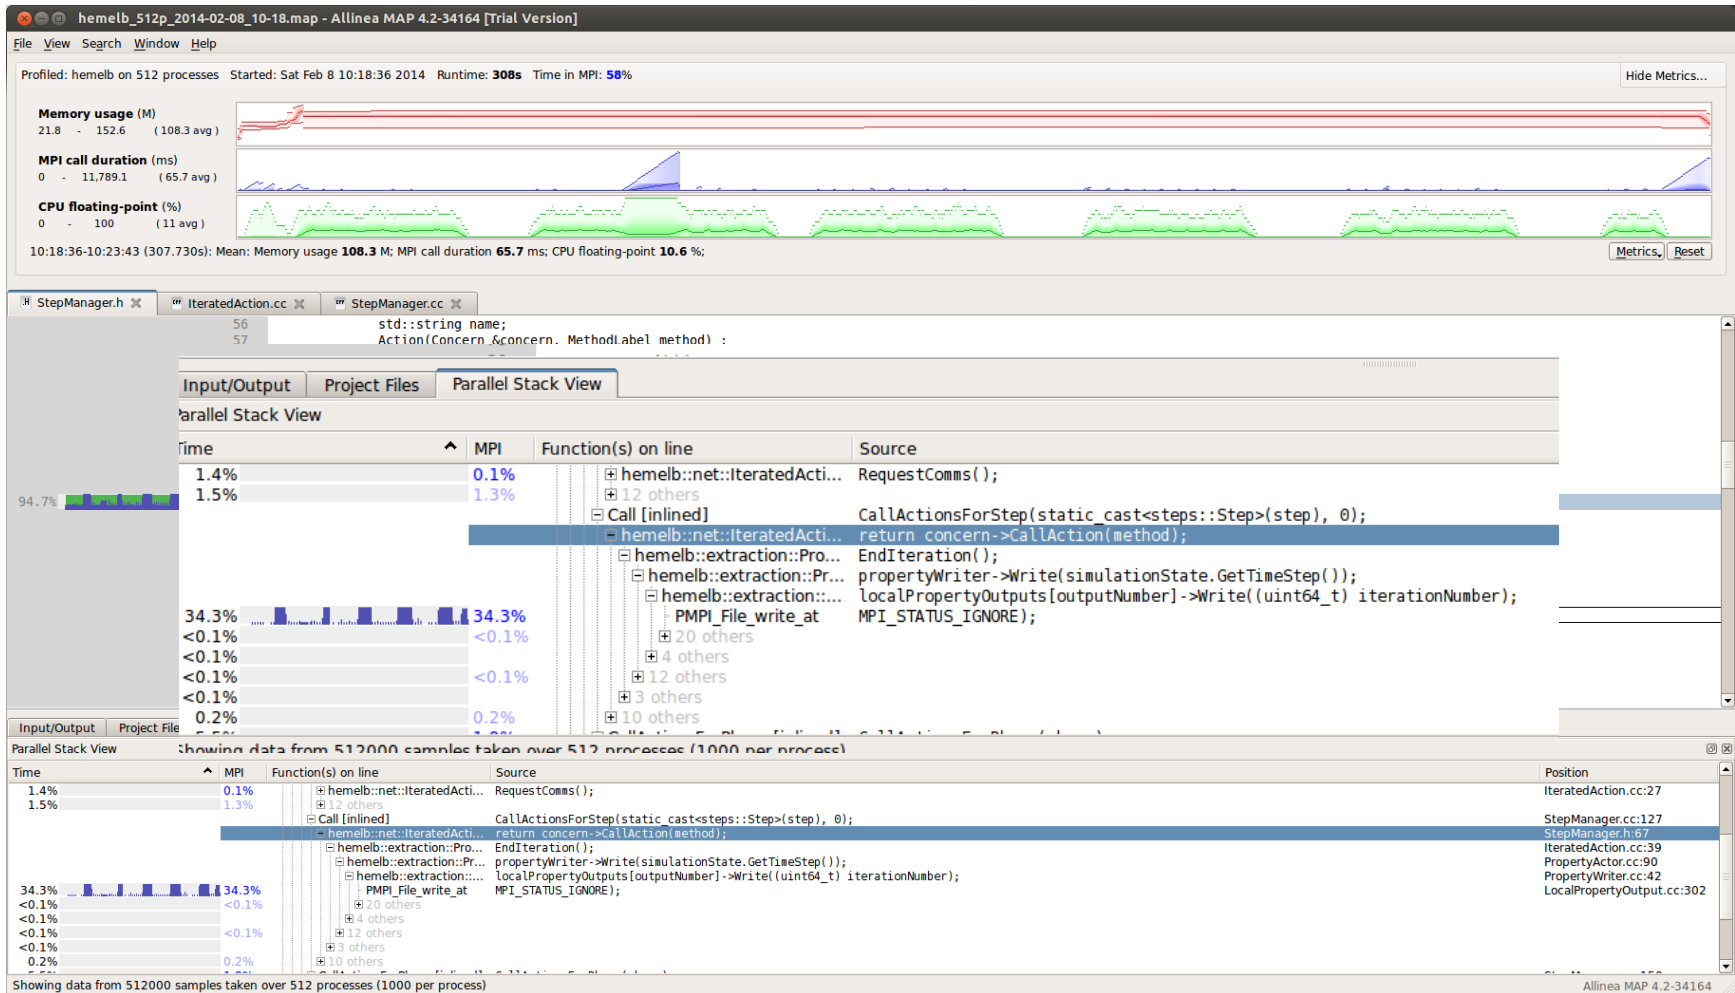 hemelb_512p_2014-02-08_10-18.map - Allinea MAP 4.2-34164 [Trial Version]
File View Search Window Help
Profiled: hemelb on 512 processes Started: Sat Feb 8 10:18:36 2014 Runtime: 308s Time in MPI: 58%
Hide Metrics...
Memory usage (M)
21.8 - 152.6 (108.3 avg)
MPI call duration (ms)
0 - 11,789.1 (65.7 avg)
CPU floating-point (%)
0 - 100 (11 avg)
10:18:36-10:23:43 (307.730s): Mean: Memory usage 108.3 M; MPI call duration 65.7 ms; CPU floating-point 10.6 %;
Metrics Reset
StepManager.h IteratedAction.cc StepManager.cc
56 std::string name;
57 Action(Concern &concern, MethodLabel method) :
Input/Output Project Files Parallel Stack View
Parallel Stack View
Time MPI Function(s) on line Source
1.4% 0.1% hemelb::net::IteratedActi... RequestComms();
1.5% 1.3% 12 others
94.7%
Call [inlined] CallActionsForStep(static_cast<steps::Step>(step), 0);
hemelb::net::IteratedActi... return concern->CallAction(method);
hemelb::extraction::Pro... EndIteration();
hemelb::extraction::Pr... propertyWriter->Write(simulationState.GetTimeStep());
hemelb::extraction::... localPropertyOutputs[outputNumber]->Write((uint64_t) iterationNumber);
34.3% 34.3% PMPI_File_write_at MPI_STATUS_IGNORE);
<0.1% <0.1% 20 others
<0.1% 4 others
<0.1% <0.1% 12 others
<0.1% 3 others
0.2% 0.2% 10 others
Input/Output Project File
Parallel Stack View
Showing data from 512000 samples taken over 512 processes (1000 per process)
Time MPI Function(s) on line Source Position
1.4% 0.1% hemelb::net::IteratedActi... RequestComms(); IteratedAction.cc:27
1.5% 1.3% 12 others
Call [inlined] CallActionsForStep(static_cast<steps::Step>(step), 0); StepManager.cc:127
hemelb::net::IteratedActi... return concern->CallAction(method); StepManager.h:67
hemelb::extraction::Pro... EndIteration(); IteratedAction.cc:39
hemelb::extraction::Pr... propertyWriter->Write(simulationState.GetTimeStep()); PropertyActor.cc:90
hemelb::extraction::... localPropertyOutputs[outputNumber]->Write((uint64_t) iterationNumber); PropertyWriter.cc:42
34.3% 34.3% PMPI_File_write_at MPI_STATUS_IGNORE); LocalPropertyOutput.cc:302
<0.1% <0.1% 20 others
<0.1% 4 others
<0.1% <0.1% 12 others
<0.1% 3 others
0.2% 0.2% 10 others
Showing data from 512000 samples taken over 512 processes (1000 per process)
Allinea MAP 4.2-34164